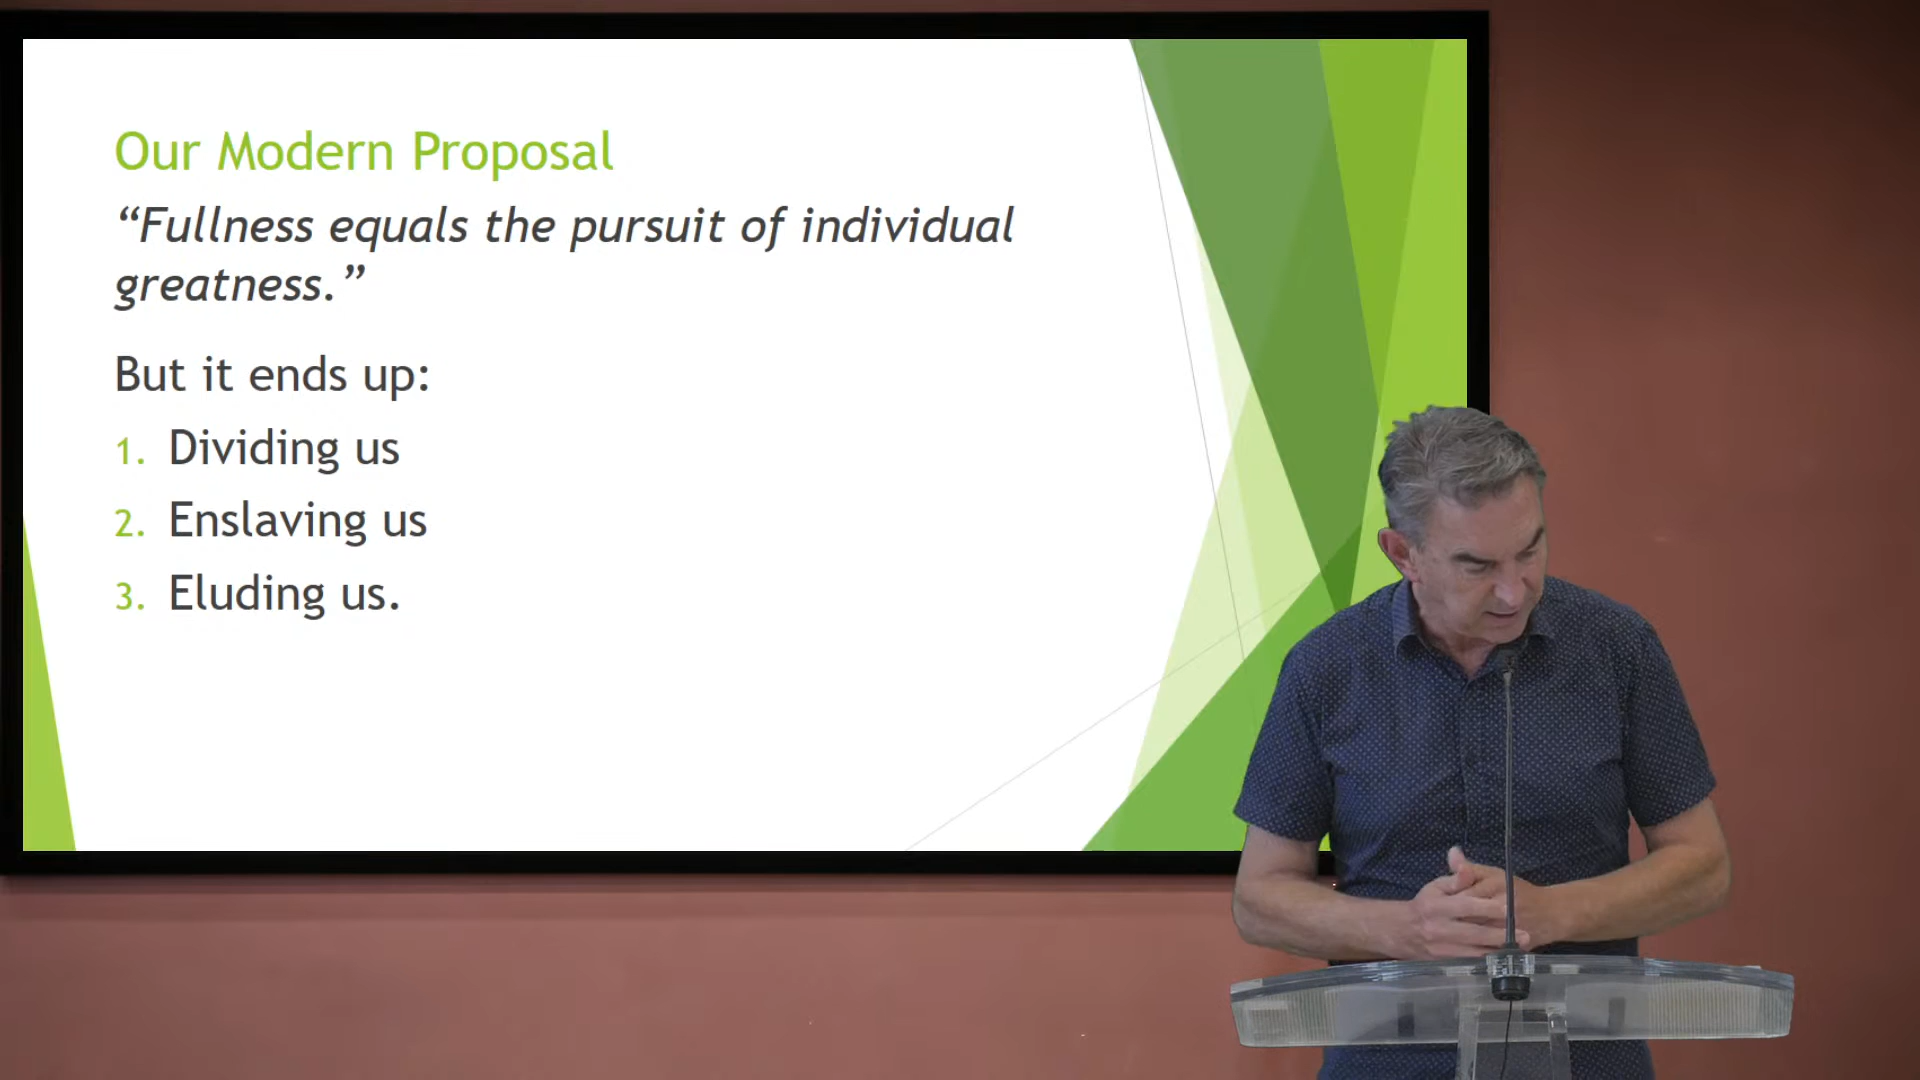 Our Modern Proposal
“Fullness equals the pursuit of individual
greatness.”
But it ends up:
1. Dividing us
2. Enslaving us
3. Eluding us.